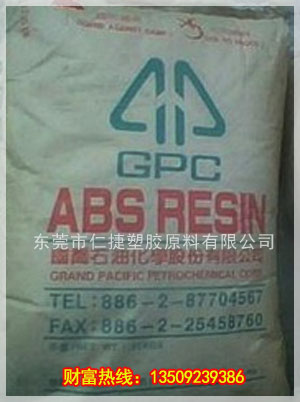 GPC
ABS RESIN
东莞市仁捷塑胶原料有限公司
國喬石油化學股份有限公司
GRAND PACIFIC PETROCHEMICAL CORP.
TEL: 886-2-87704567
FAX: 886-2-25458760
财富热线：13509239386